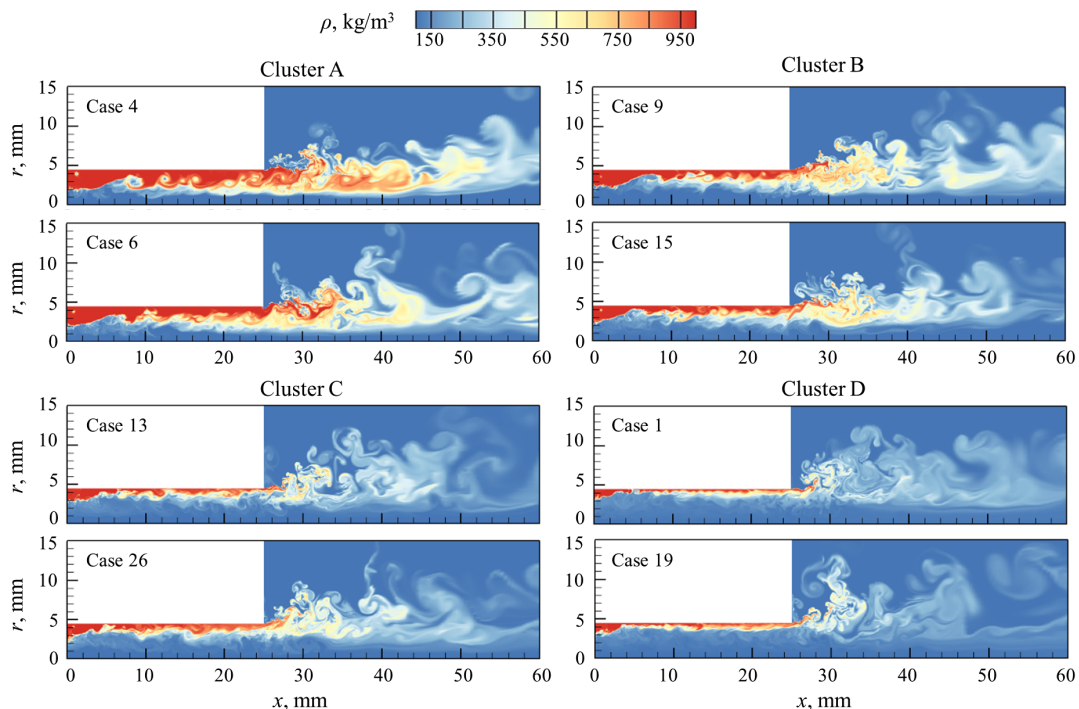 ρ, kg/m³
150 350 550 750 950
Cluster A
Cluster B
15
10
5
0
r, mm
Case 4
15
10
5
0
Case 9
15
10
5
0
r, mm
Case 6
0 10 20 30 40 50 60
15
10
5
0
Case 15
0 10 20 30 40 50 60
Cluster C
Cluster D
15
10
5
0
r, mm
Case 13
15
10
5
0
Case 1
15
10
5
0
r, mm
Case 26
0 10 20 30 40 50 60
x, mm
15
10
5
0
Case 19
0 10 20 30 40 50 60
x, mm